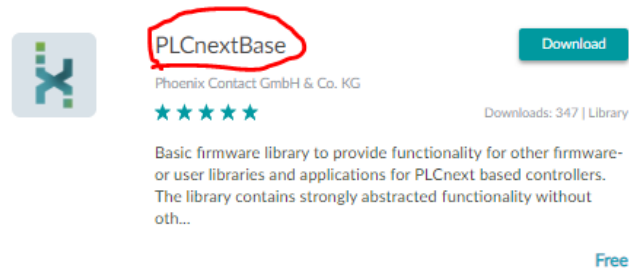 PLCnextBase
Download
Phoenix Contact GmbH & Co. KG
Downloads: 347 | Library
Basic firmware library to provide functionality for other firmware-
or user libraries and applications for PLCnext based controllers.
The library contains strongly abstracted functionality without
oth...
Free